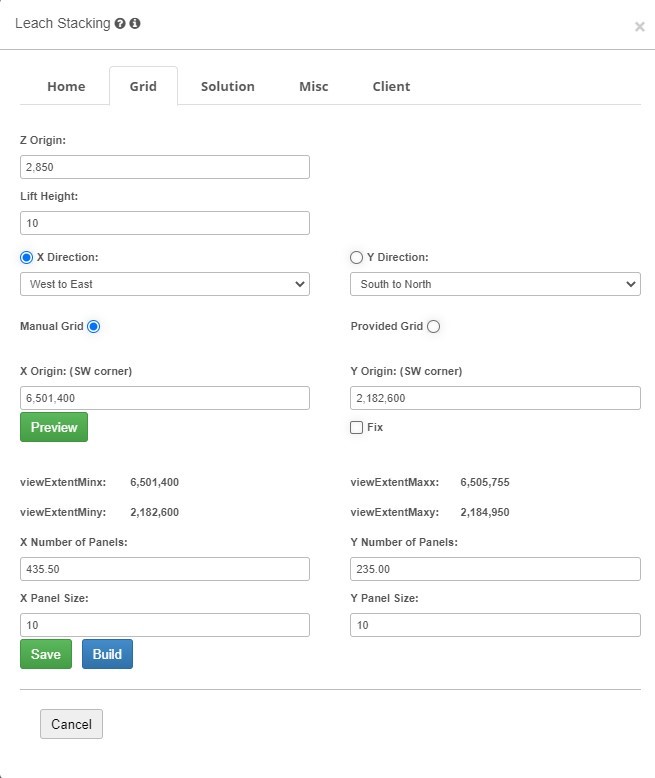 Leach Stacking
×
Home Grid Solution Misc Client
Z Origin:
2,850
Lift Height:
10
X Direction: Y Direction:
West to East South to North
Manual Grid Provided Grid
X Origin: (SW corner) Y Origin: (SW corner)
6,501,400 2,182,600
Preview Fix
viewExtentMinx: 6,501,400 viewExtentMaxx: 6,505,755
viewExtentMiny: 2,182,600 viewExtentMaxy: 2,184,950
X Number of Panels: Y Number of Panels:
435.50 235.00
X Panel Size: Y Panel Size:
10 10
Save Build
Cancel